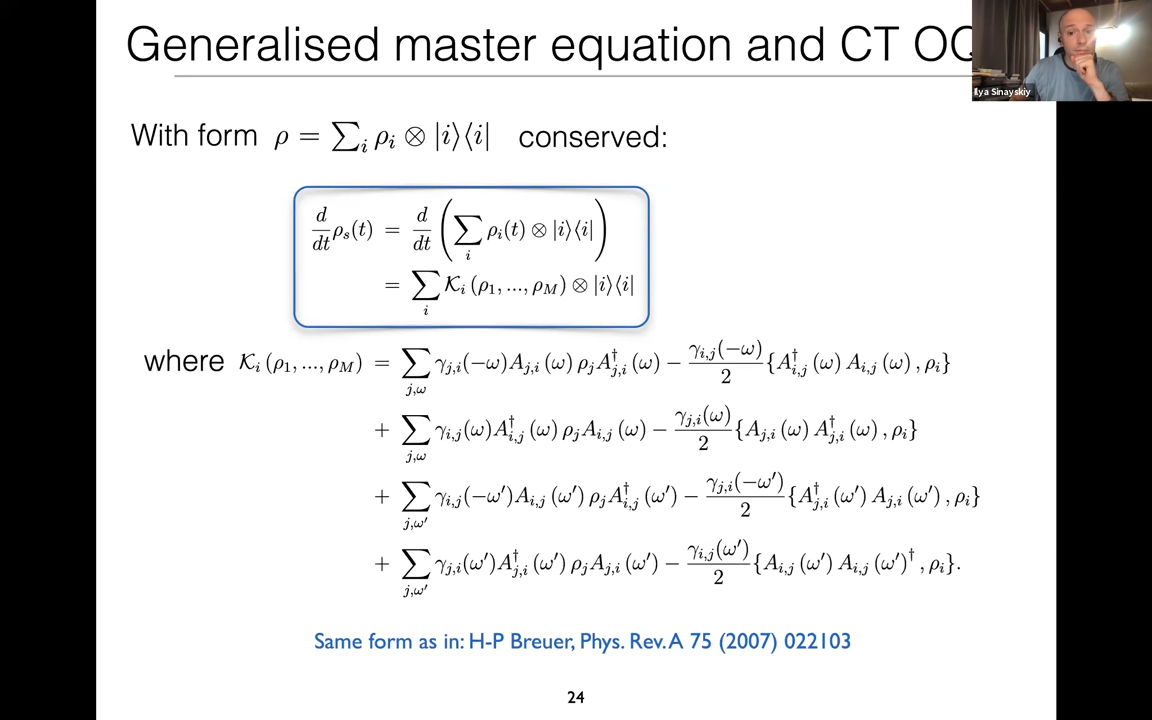 Generalised master equation and CT OQ
Ilya Sinayskiy
With form ρ = ∑_i ρ_i ⊗ |i⟩⟨i| conserved:
d/dt ρ_s(t) = d/dt ( ∑_i ρ_i(t) ⊗ |i⟩⟨i| )
= ∑_i 𝒦_i (ρ_1, ..., ρ_M) ⊗ |i⟩⟨i|
where 𝒦_i (ρ_1, ..., ρ_M) = ∑_{j,ω} γ_{j,i}(−ω) A_{j,i} (ω) ρ_j A†_{j,i} (ω) − γ_{i,j}(−ω)/2 {A†_{i,j} (ω) A_{i,j} (ω) , ρ_i}
+ ∑_{j,ω} γ_{i,j}(ω) A†_{i,j} (ω) ρ_j A_{i,j} (ω) − γ_{j,i}(ω)/2 {A_{j,i} (ω) A†_{j,i} (ω) , ρ_i}
+ ∑_{j,ω′} γ_{i,j}(−ω′) A_{i,j} (ω′) ρ_j A†_{i,j} (ω′) − γ_{j,i}(−ω′)/2 {A†_{j,i} (ω′) A_{j,i} (ω′) , ρ_i}
+ ∑_{j,ω′} γ_{j,i}(ω′) A†_{j,i} (ω′) ρ_j A_{j,i} (ω′) − γ_{i,j}(ω′)/2 {A_{i,j} (ω′) A_{i,j} (ω′)† , ρ_i}.
Same form as in: H-P Breuer, Phys. Rev. A 75 (2007) 022103
24